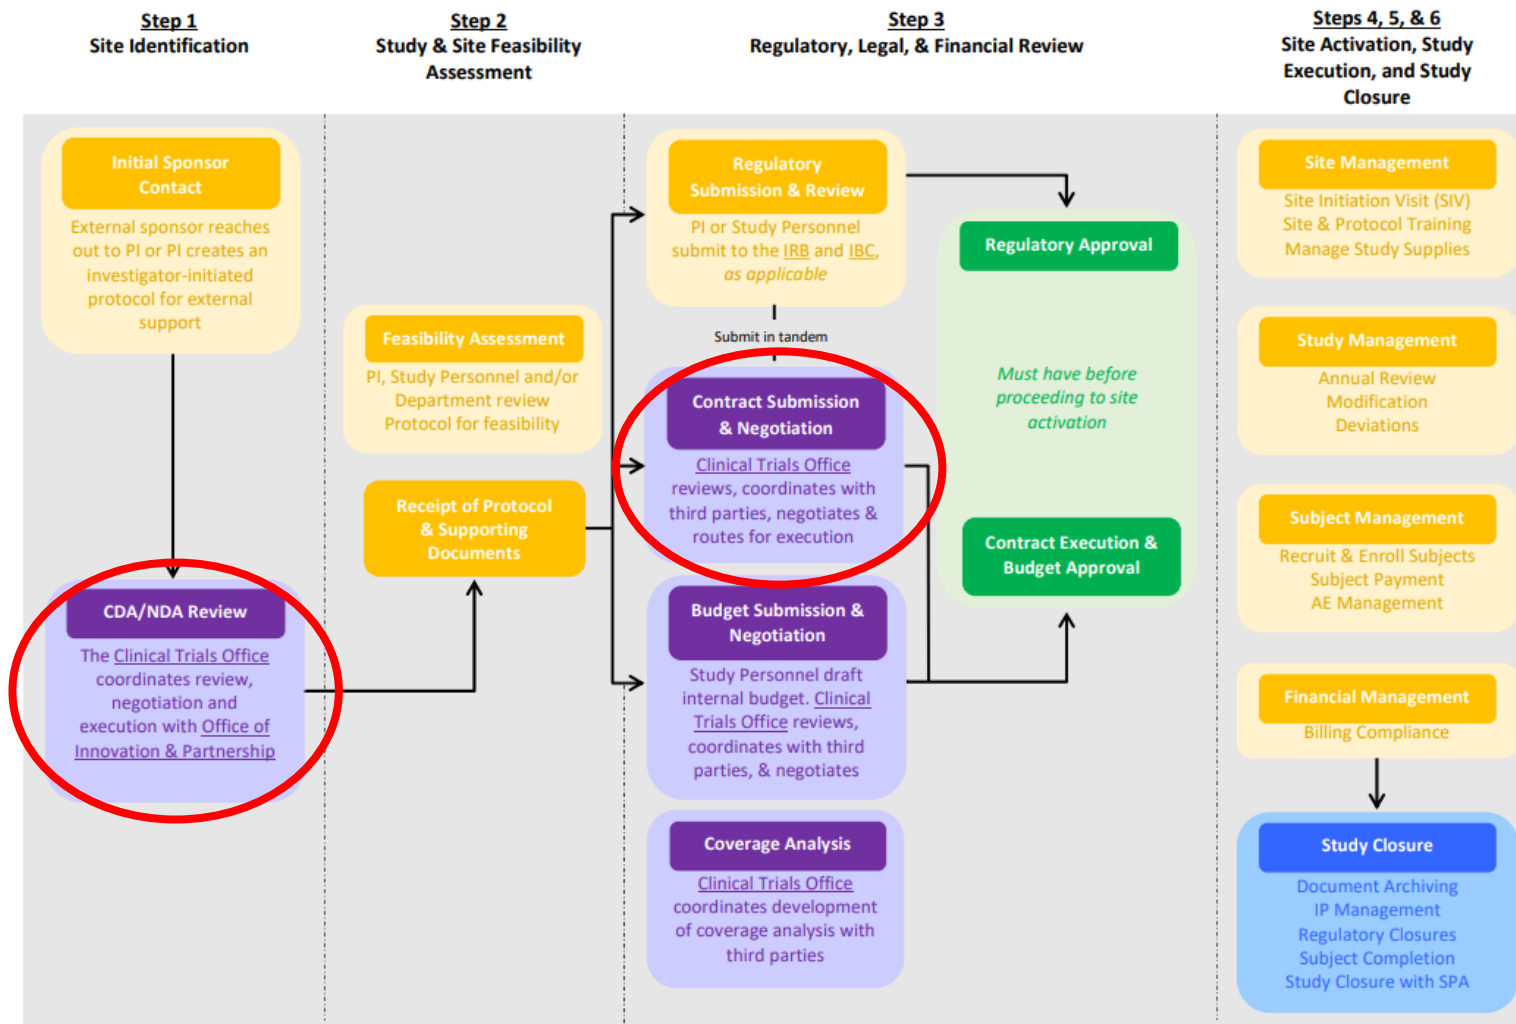 Step 1
Site Identification
Step 2
Study & Site Feasibility
Assessment
Step 3
Regulatory, Legal, & Financial Review
Steps 4, 5, & 6
Site Activation, Study
Execution, and Study
Closure
Initial Sponsor
Contact
External sponsor reaches
out to PI or PI creates an
investigator-initiated
protocol for external
support
CDA/NDA Review
The Clinical Trials Office
coordinates review,
negotiation and
execution with Office of
Innovation & Partnership
Feasibility Assessment
PI, Study Personnel and/or
Department review
Protocol for feasibility
Receipt of Protocol
& Supporting
Documents
Regulatory
Submission & Review
PI or Study Personnel
submit to the IRB and IBC,
as applicable
Submit in tandem
Contract Submission
& Negotiation
Clinical Trials Office
reviews, coordinates with
third parties, negotiates &
routes for execution
Budget Submission &
Negotiation
Study Personnel draft
internal budget. Clinical
Trials Office reviews,
coordinates with third
parties, & negotiates
Coverage Analysis
Clinical Trials Office
coordinates development
of coverage analysis with
third parties
Regulatory Approval
Must have before
proceeding to site
activation
Contract Execution &
Budget Approval
Site Management
Site Initiation Visit (SIV)
Site & Protocol Training
Manage Study Supplies
Study Management
Annual Review
Modification
Deviations
Subject Management
Recruit & Enroll Subjects
Subject Payment
AE Management
Financial Management
Billing Compliance
Study Closure
Document Archiving
IP Management
Regulatory Closures
Subject Completion
Study Closure with SPA